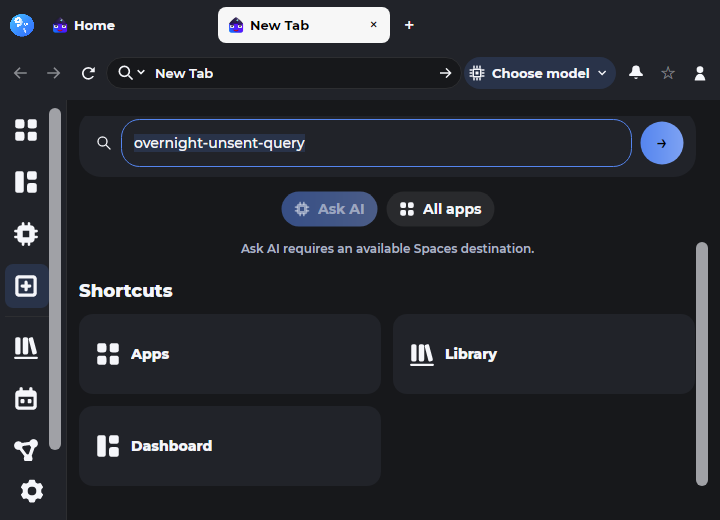 Home
New Tab × +
New Tab
Choose model
overnight-unsent-query
Ask AI
All apps
Ask AI requires an available Spaces destination.
Shortcuts
Apps
Library
Dashboard